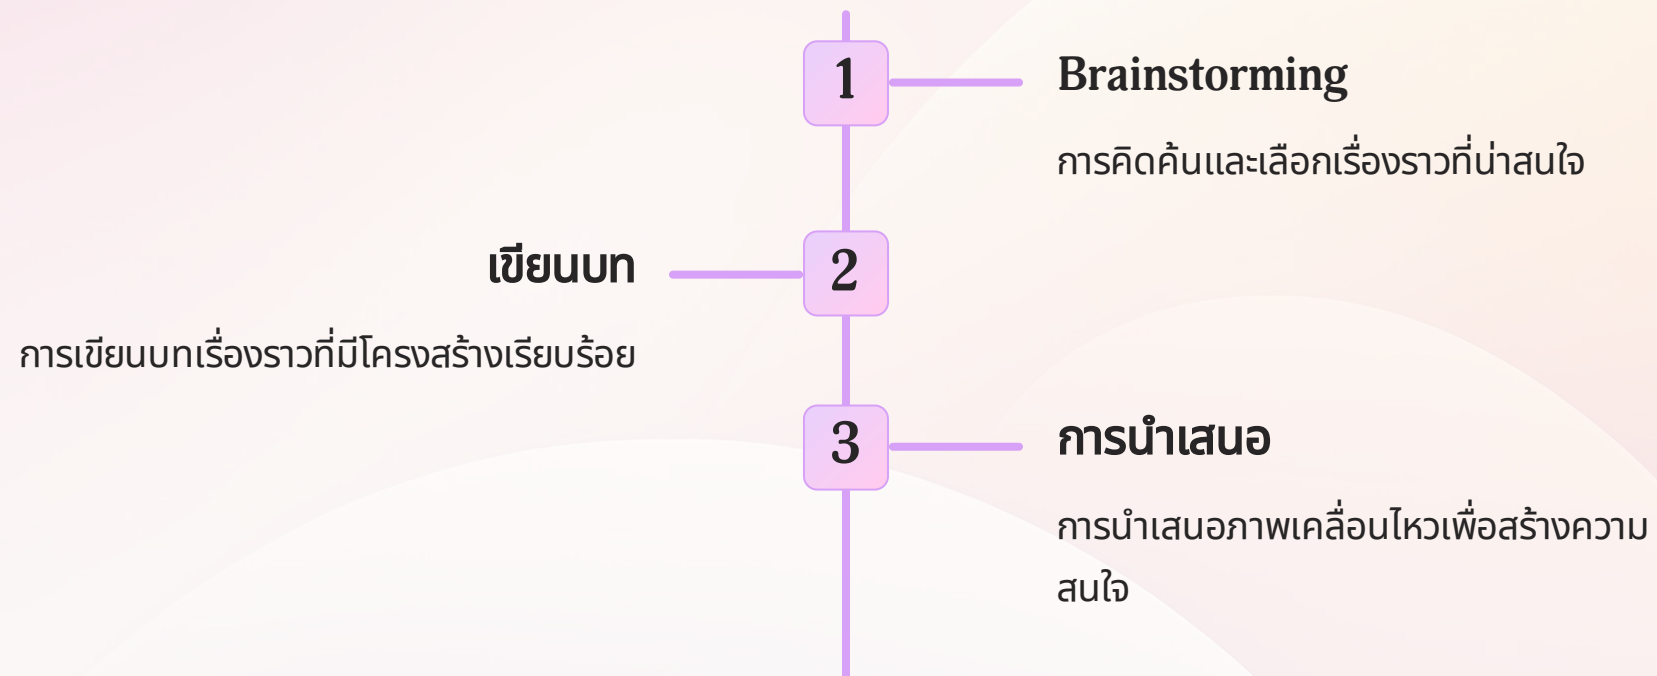 1
Brainstorming
การคิดค้นและเลือกเรื่องราวที่น่าสนใจ
2
เขียนบท
การเขียนบทเรื่องราวที่มีโครงสร้างเรียบร้อย
3
การนำเสนอ
การนำเสนอภาพเคลื่อนไหวเพื่อสร้างความ
สนใจ